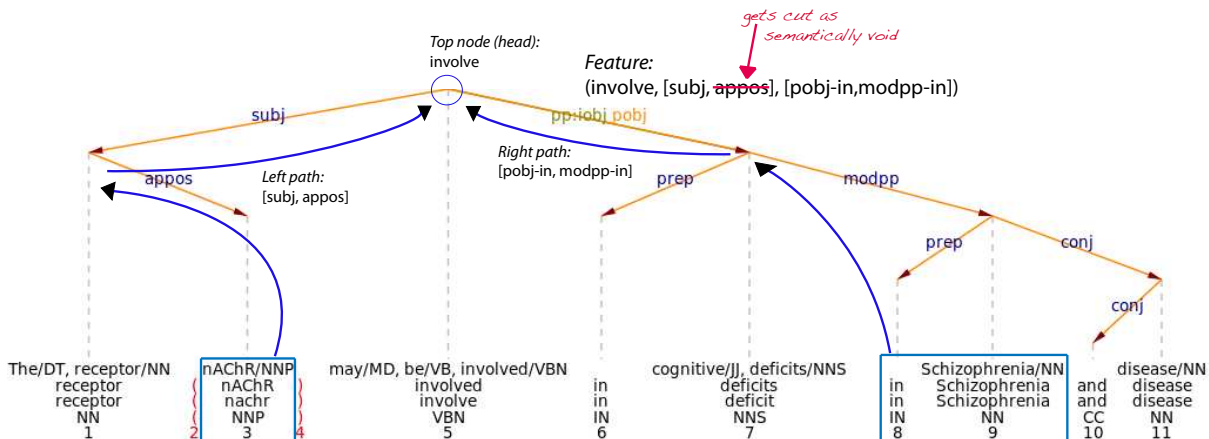 gets cut as
semantically void
Top node (head):
involve
Feature:
(involve, [subj, appos], [pobj-in,modpp-in])
subj
pp:iobj pobj
appos
Left path:
[subj, appos]
Right path:
[pobj-in, modpp-in]
prep
modpp
prep
conj
conj
The/DT, receptor/NN nAChR/NNP may/MD, be/VB, involved/VBN cognitive/JJ, deficits/NNS Schizophrenia/NN disease/NN
receptor ( nAChR ) involved in deficits in Schizophrenia and disease
receptor ( nachr ) involve in deficit in Schizophrenia and disease
NN ( NNP ) VBN IN NNS IN NN CC NN
1 2 3 4 5 6 7 8 9 10 11